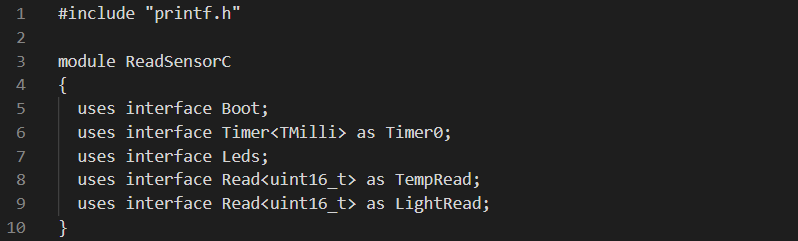 1 #include "printf.h"
2
3 module ReadSensorC
4 {
5 uses interface Boot;
6 uses interface Timer<TMilli> as Timer0;
7 uses interface Leds;
8 uses interface Read<uint16_t> as TempRead;
9 uses interface Read<uint16_t> as LightRead;
10 }